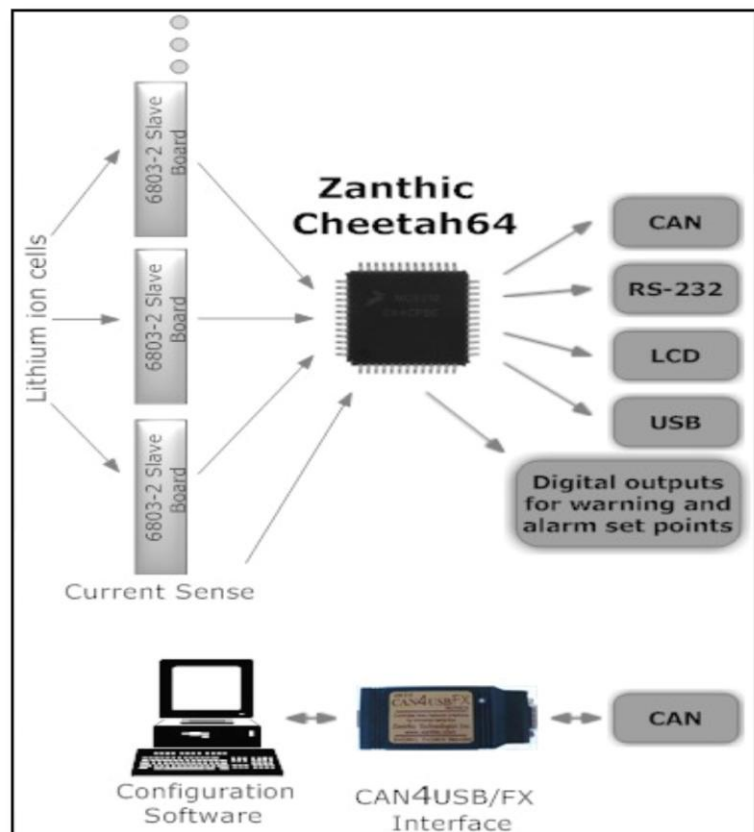 6803-2 Slave
Board
Zanthic
Cheetah64
CAN
RS-232
Lithium ion cells
6803-2 Slave
Board
LCD
USB
6803-2 Slave
Board
Digital outputs
for warning and
alarm set points
Current Sense
CAN4USBFX
CAN
Configuration
Software
CAN4USB/FX
Interface